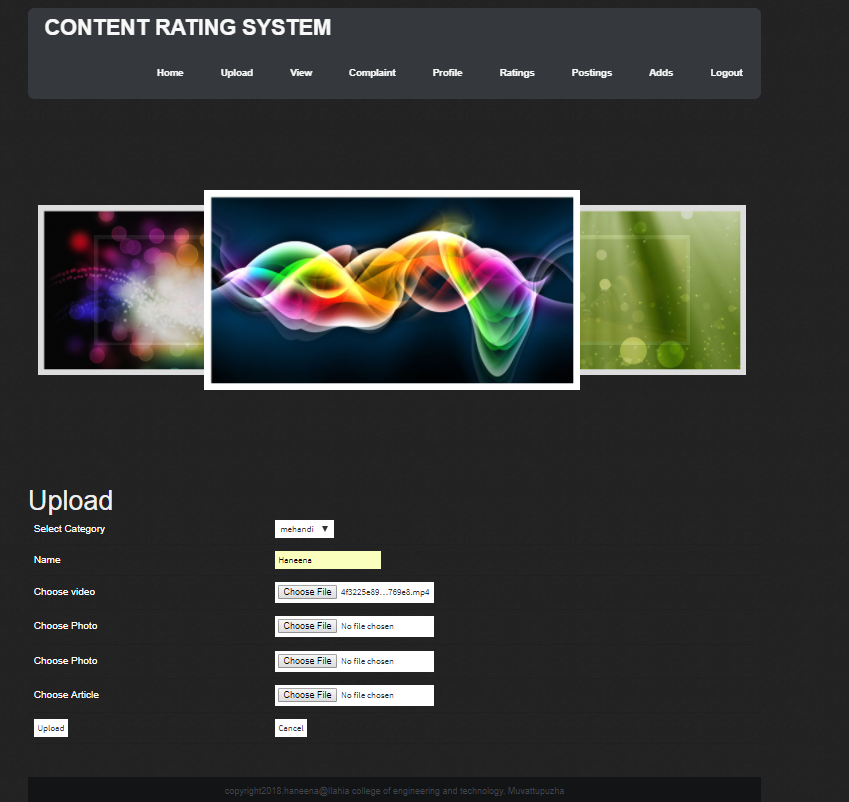 CONTENT RATING SYSTEM
Home Upload View Complaint Profile Ratings Postings Adds Logout
Upload
Select Category mehandi ▼
Name Haneena
Choose video Choose File 4f3225e89...769e8.mp4
Choose Photo Choose File No file chosen
Choose Photo Choose File No file chosen
Choose Article Choose File No file chosen
Upload Cancel
copyright2018,haneena@Ilahia college of engineering and technology, Muvattupuzha